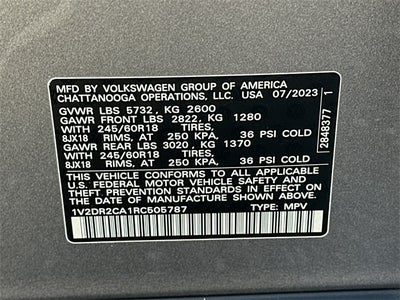 MFD BY VOLKSWAGEN GROUP OF AMERICA
CHATTANOOGA OPERATIONS, LLC. USA 07/2023
GVWR LBS 5732, KG 2600
GAWR FRONT LBS 2822, KG 1280
WITH 245/60R18 TIRES,
8JX18 RIMS, AT 250 KPA. 36 PSI COLD
GAWR REAR LBS 3020, KG 1370
WITH 245/60R18 TIRES,
8JX18 RIMS, AT 250 KPA. 36 PSI COLD
THIS VEHICLE CONFORMS TO ALL APPLICABLE
U.S. FEDERAL MOTOR VEHICLE SAFETY AND
THEFT PREVENTION STANDARDS IN EFFECT ON
THE DATE OF MANUFACTURE SHOWN ABOVE.
1V2DR2CA1RC505787 TYPE: MPV
2848377 1